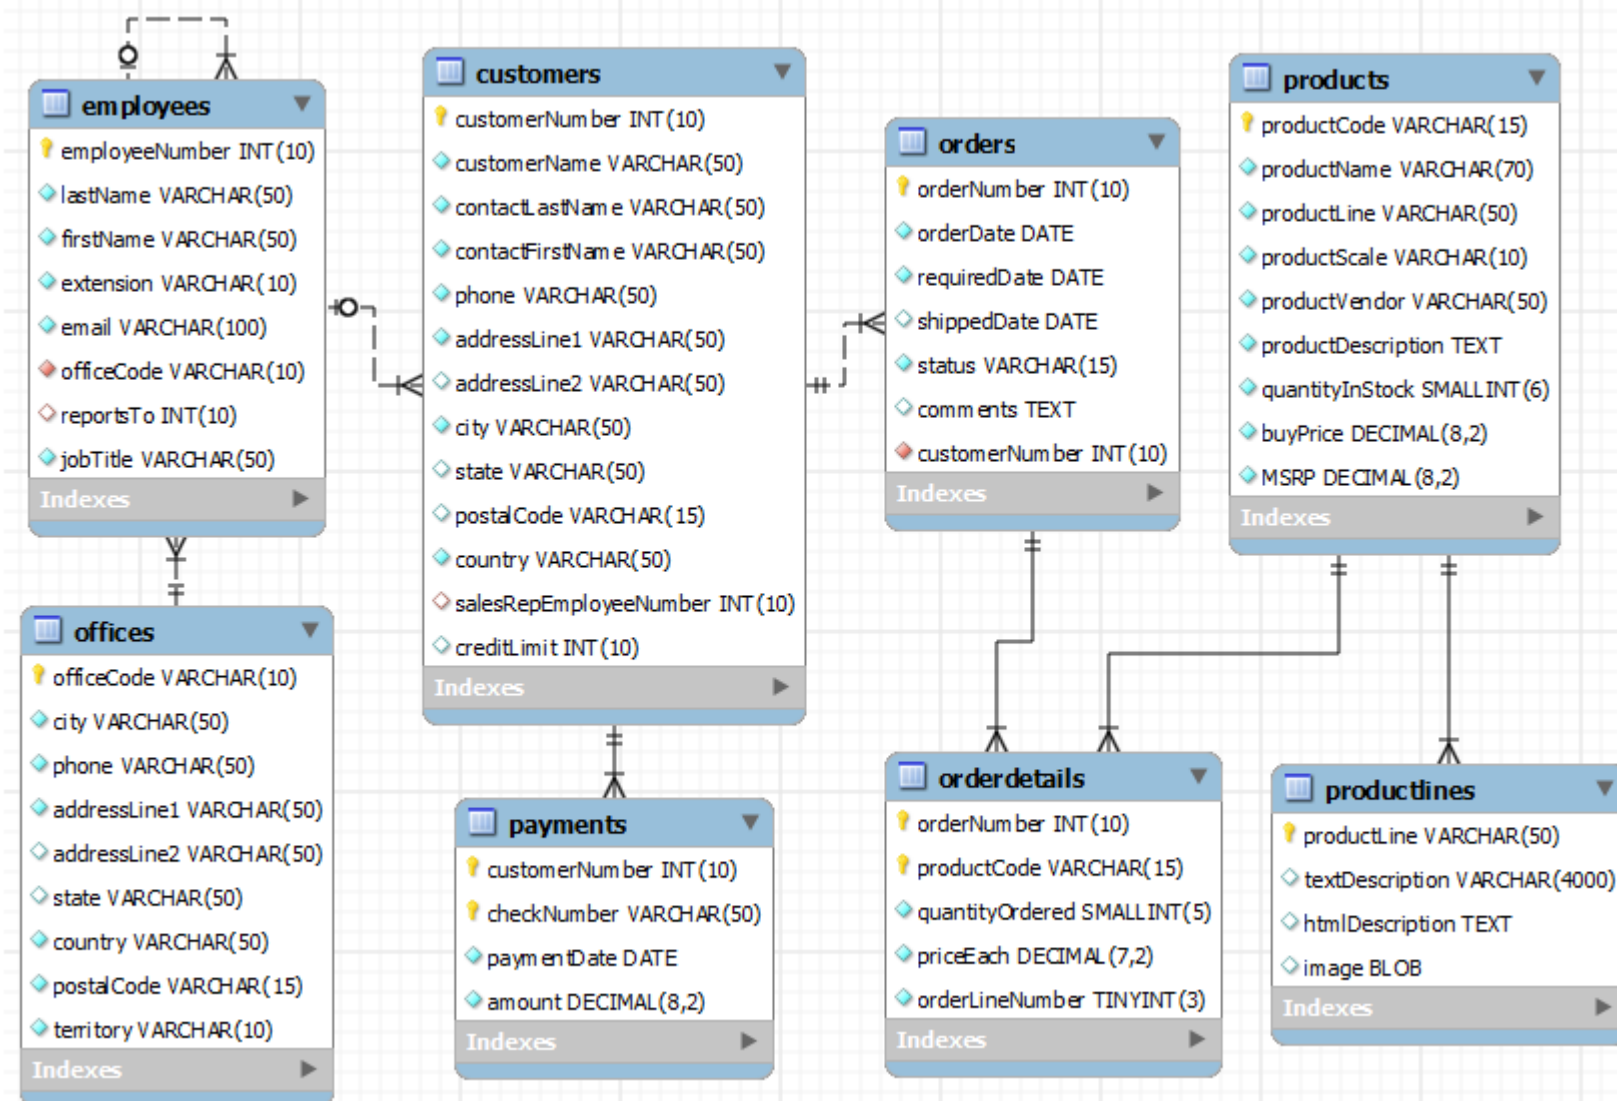 employees
employeeNumber INT(10)
lastName VARCHAR(50)
firstName VARCHAR(50)
extension VARCHAR(10)
email VARCHAR(100)
officeCode VARCHAR(10)
reportsTo INT(10)
jobTitle VARCHAR(50)
Indexes
offices
officeCode VARCHAR(10)
city VARCHAR(50)
phone VARCHAR(50)
addressLine1 VARCHAR(50)
addressLine2 VARCHAR(50)
state VARCHAR(50)
country VARCHAR(50)
postalCode VARCHAR(15)
territory VARCHAR(10)
Indexes
customers
customerNumber INT(10)
customerName VARCHAR(50)
contactLastName VARCHAR(50)
contactFirstName VARCHAR(50)
phone VARCHAR(50)
addressLine1 VARCHAR(50)
addressLine2 VARCHAR(50)
city VARCHAR(50)
state VARCHAR(50)
postalCode VARCHAR(15)
country VARCHAR(50)
salesRepEmployeeNumber INT(10)
creditLimit INT(10)
Indexes
payments
customerNumber INT(10)
checkNumber VARCHAR(50)
paymentDate DATE
amount DECIMAL(8,2)
Indexes
orders
orderNumber INT(10)
orderDate DATE
requiredDate DATE
shippedDate DATE
status VARCHAR(15)
comments TEXT
customerNumber INT(10)
Indexes
orderdetails
orderNumber INT(10)
productCode VARCHAR(15)
quantityOrdered SMALLINT(5)
priceEach DECIMAL(7,2)
orderLineNumber TINYINT(3)
Indexes
products
productCode VARCHAR(15)
productName VARCHAR(70)
productLine VARCHAR(50)
productScale VARCHAR(10)
productVendor VARCHAR(50)
productDescription TEXT
quantityInStock SMALLINT(6)
buyPrice DECIMAL(8,2)
MSRP DECIMAL(8,2)
Indexes
productlines
productLine VARCHAR(50)
textDescription VARCHAR(4000)
htmlDescription TEXT
image BLOB
Indexes